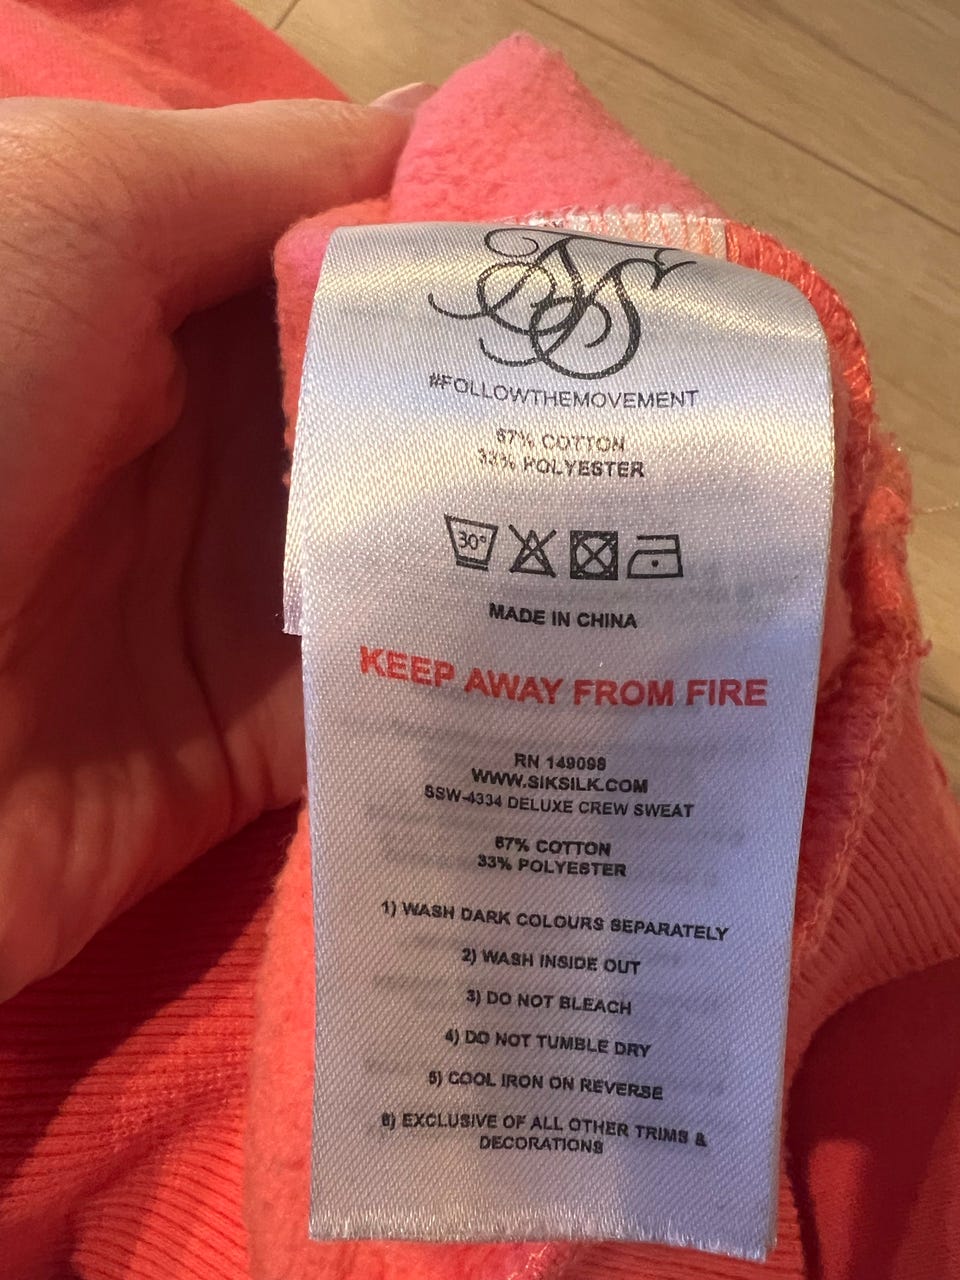 SS
#FOLLOWTHEMOVEMENT
67% COTTON
33% POLYESTER
30°
MADE IN CHINA
KEEP AWAY FROM FIRE
RN 149098
WWW.SIKSILK.COM
SSW-4334 DELUXE CREW SWEAT
67% COTTON
33% POLYESTER
1) WASH DARK COLOURS SEPARATELY
2) WASH INSIDE OUT
3) DO NOT BLEACH
4) DO NOT TUMBLE DRY
5) COOL IRON ON REVERSE
6) EXCLUSIVE OF ALL OTHER TRIMS &
DECORATIONS